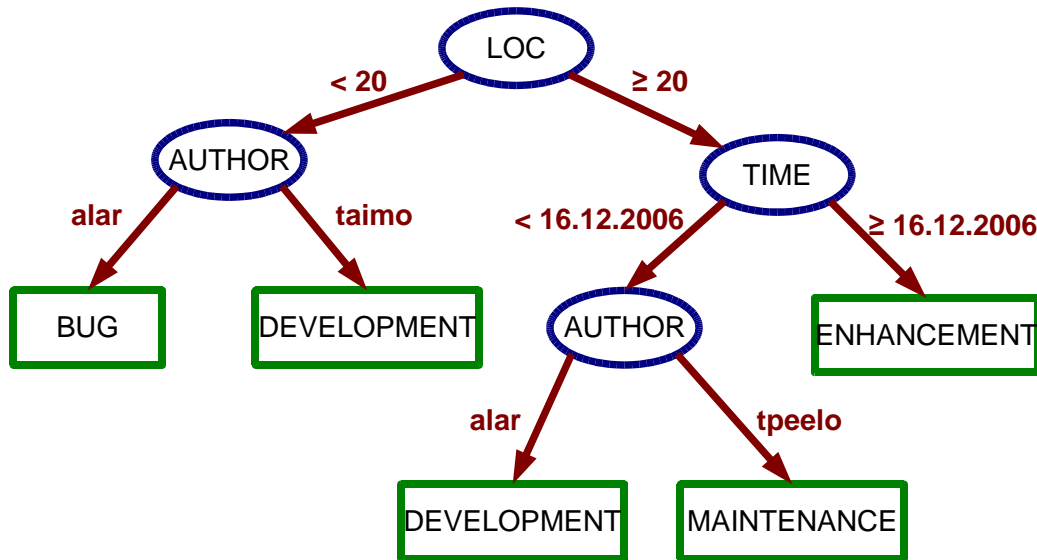 LOC
< 20
≥ 20
AUTHOR
TIME
alar
taimo
< 16.12.2006
≥ 16.12.2006
BUG
DEVELOPMENT
AUTHOR
ENHANCEMENT
alar
tpeelo
DEVELOPMENT
MAINTENANCE